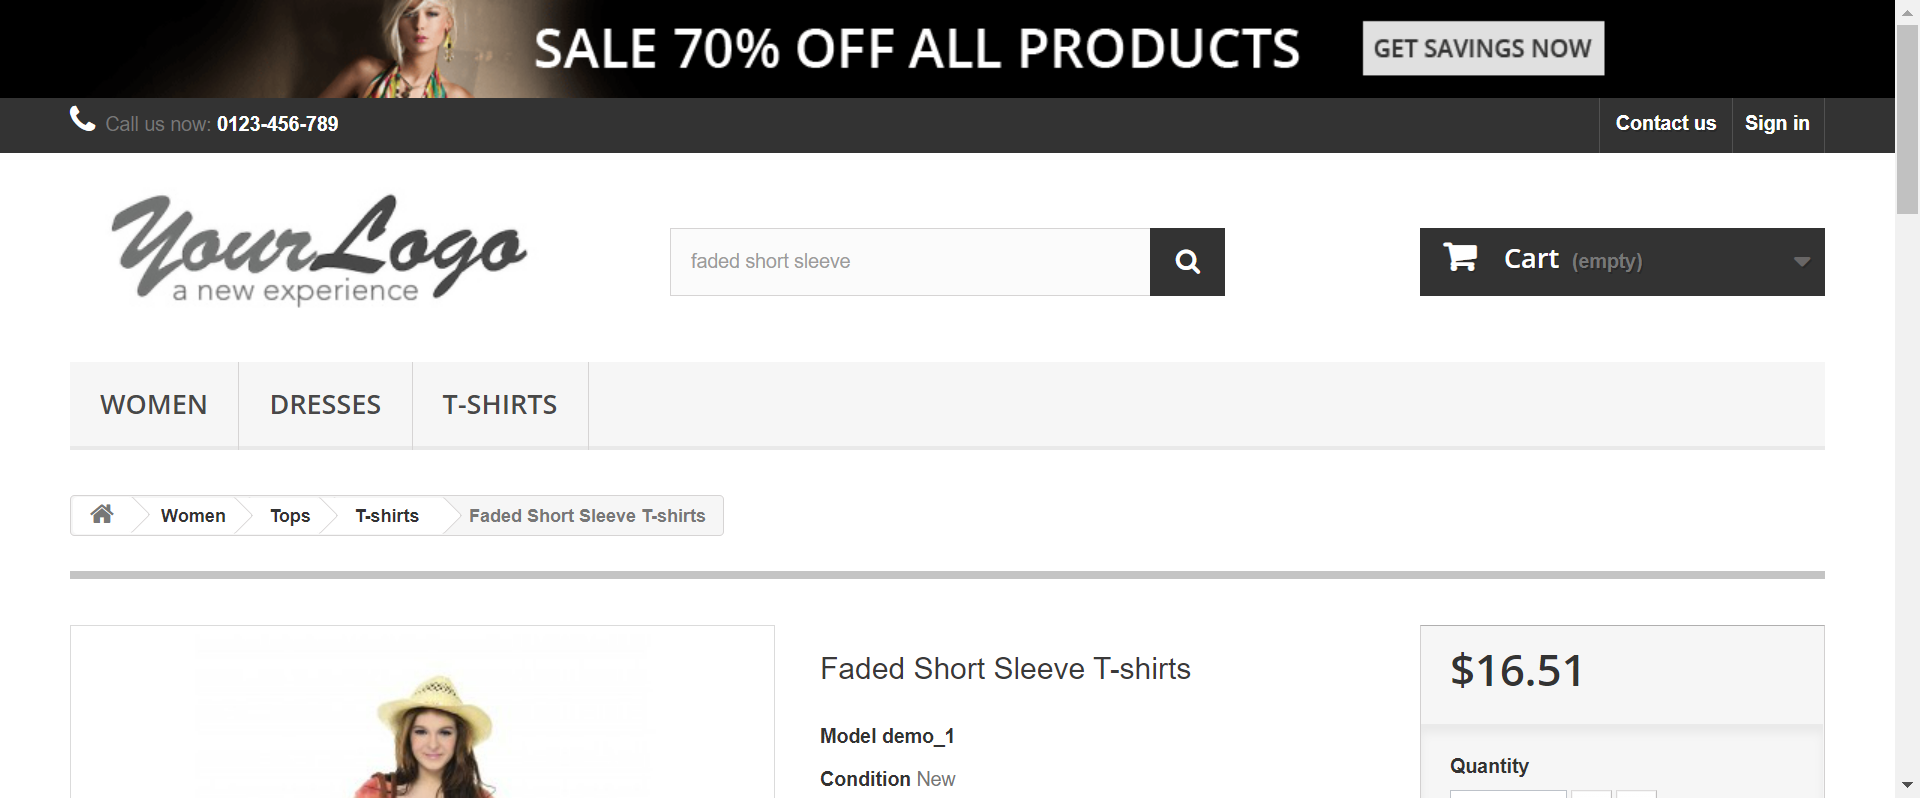 SALE 70% OFF ALL PRODUCTS
GET SAVINGS NOW
Call us now: 0123-456-789
Contact us
Sign in
YourLogo
a new experience
faded short sleeve
Cart (empty)
WOMEN
DRESSES
T-SHIRTS
Women
Tops
T-shirts
Faded Short Sleeve T-shirts
Faded Short Sleeve T-shirts
$16.51
Model demo_1
Condition New
Quantity